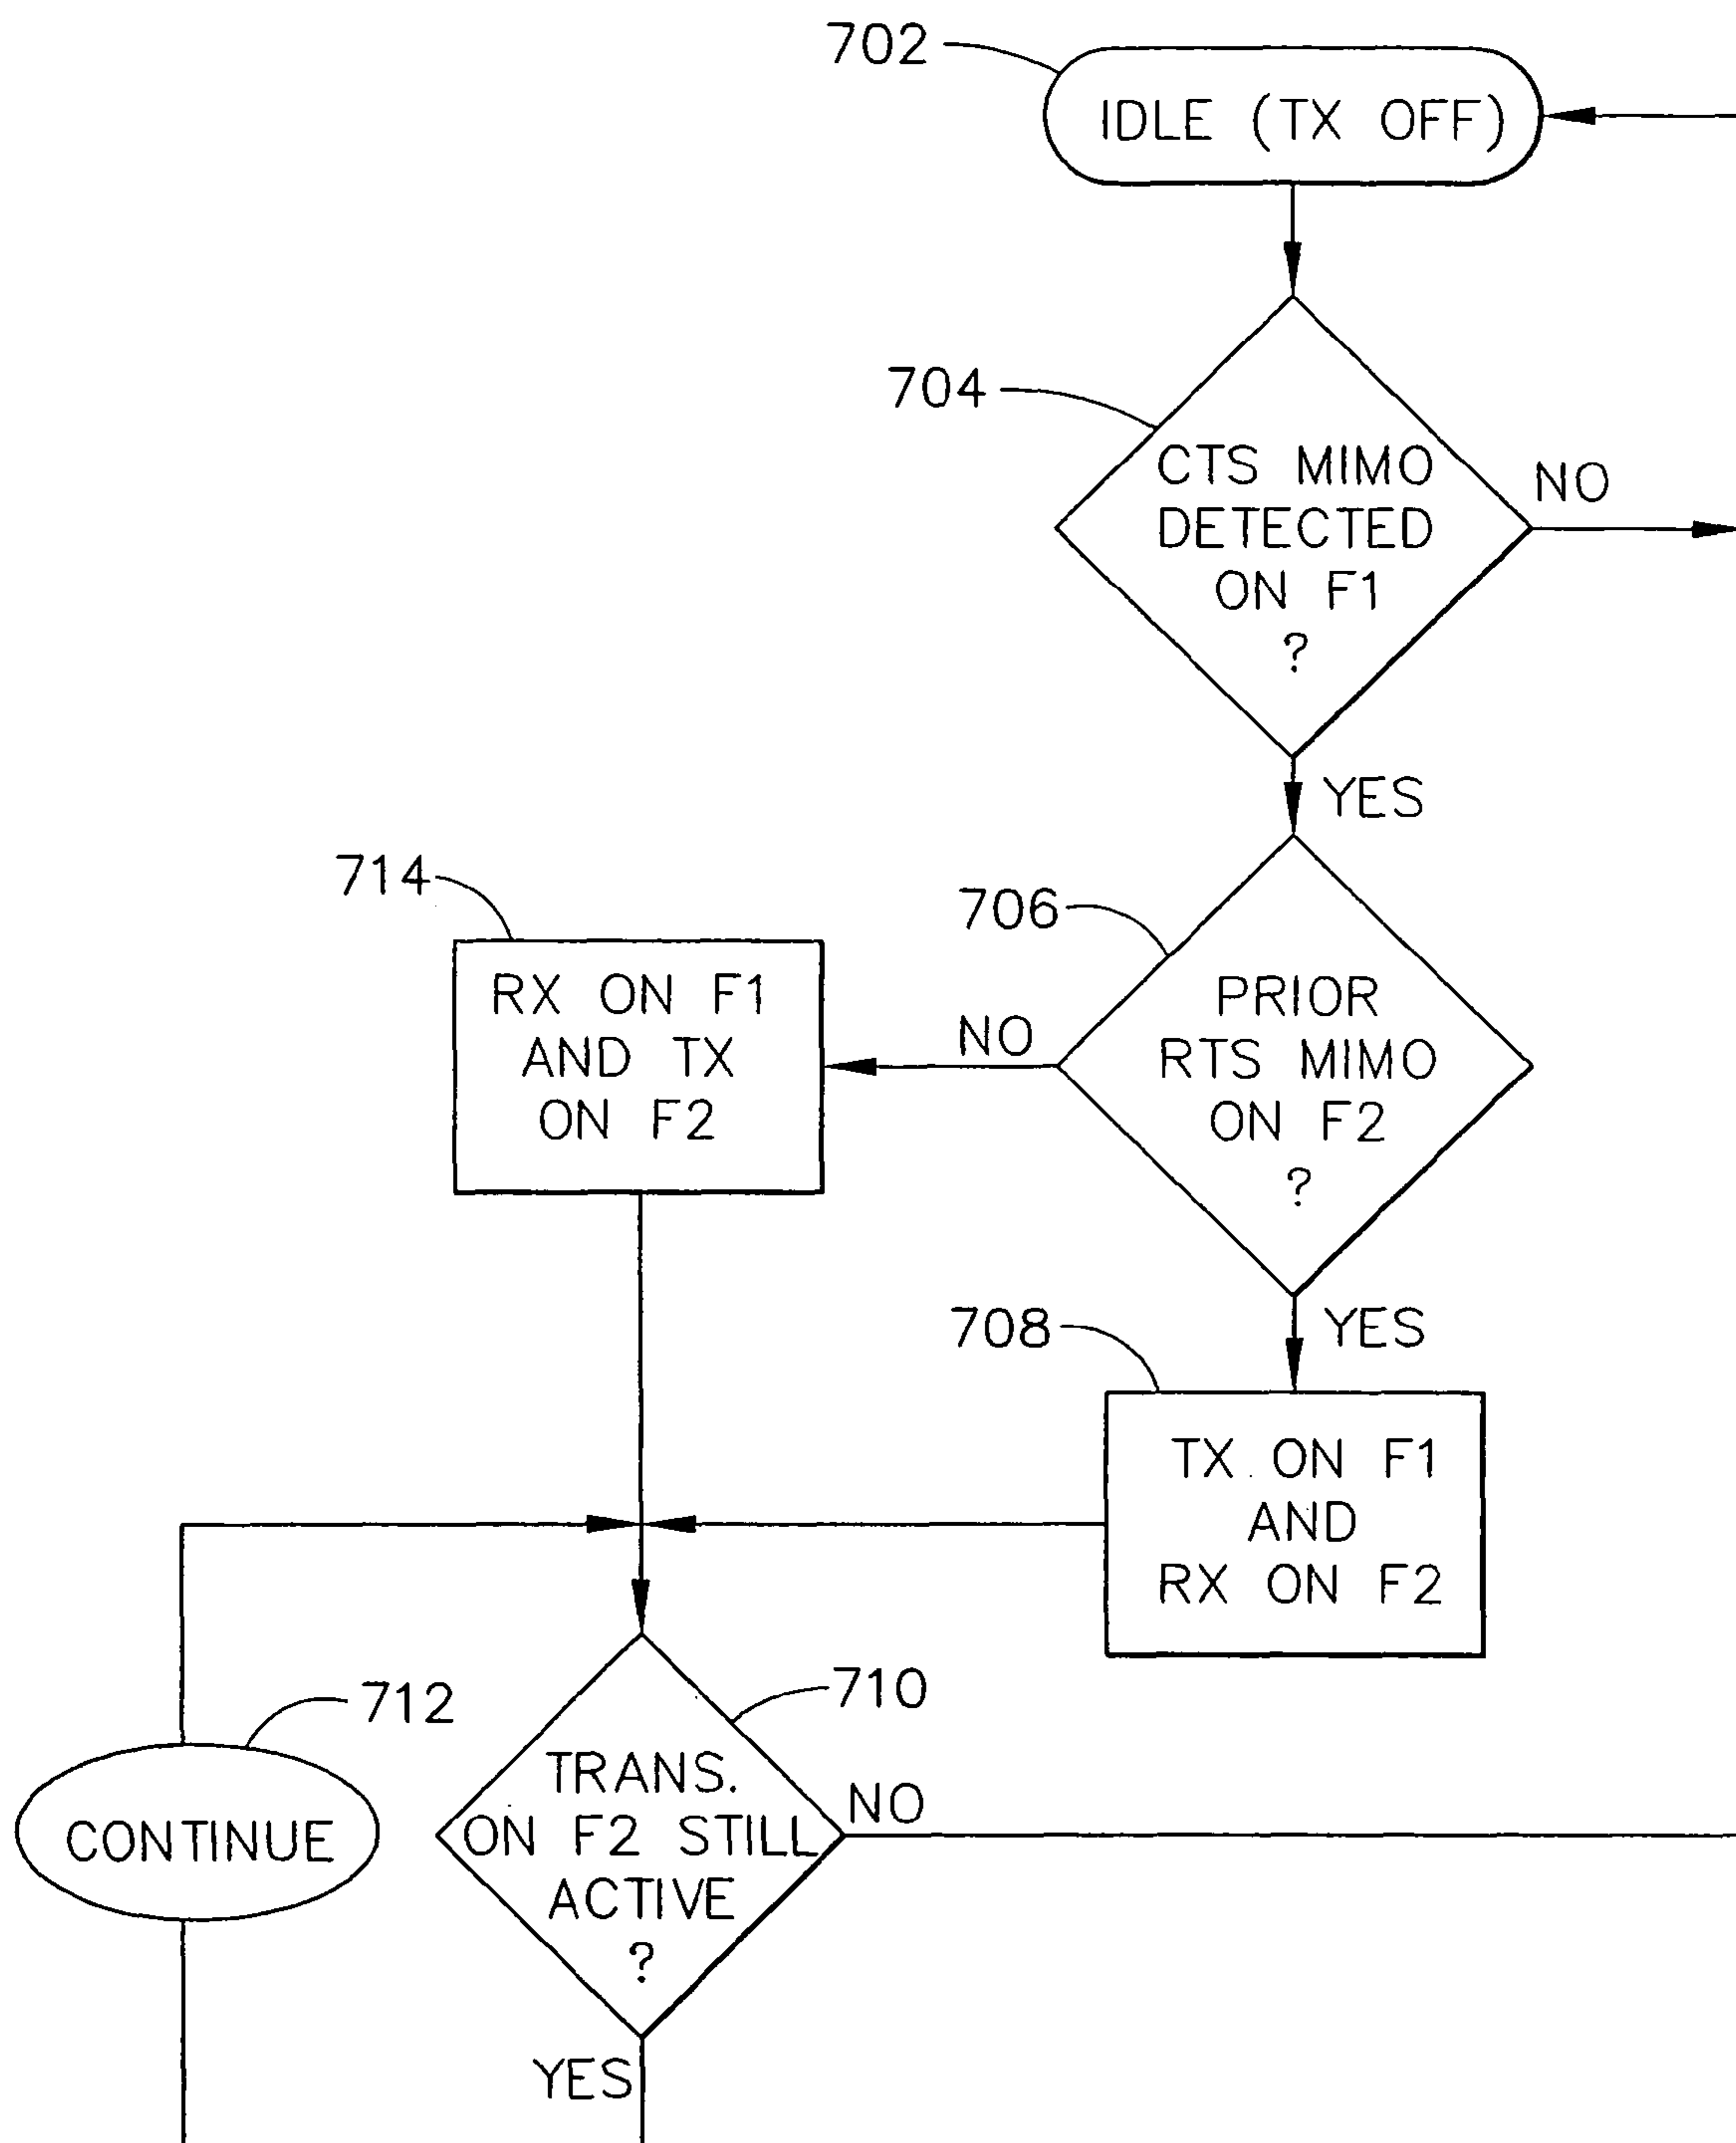 702
IDLE (TX OFF)
704
CTS MIMO
DETECTED
ON F1
?
NO
YES
714
706
RX ON F1
AND TX
ON F2
NO
PRIOR
RTS MIMO
ON F2
?
708
YES
TX ON F1
AND
RX ON F2
712
710
CONTINUE
TRANS.
ON F2 STILL
ACTIVE
?
NO
YES